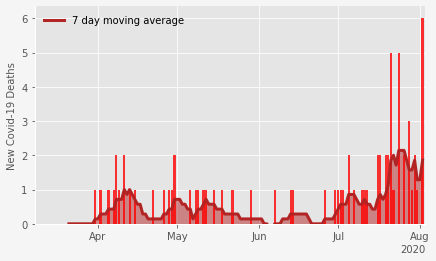 7 day moving average
New Covid-19 Deaths
6
5
4
3
2
1
0
Apr
May
Jun
Jul
Aug
2020